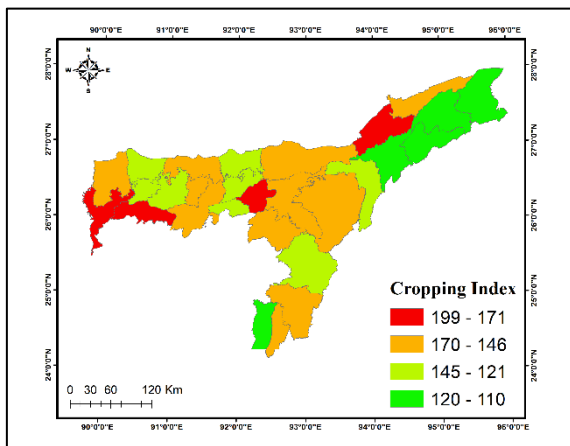 90°0'0"E 91°0'0"E 92°0'0"E 93°0'0"E 94°0'0"E 95°0'0"E 96°0'0"E
N
W E
S
28°0'0"N 28°0'0"N
27°0'0"N 27°0'0"N
26°0'0"N 26°0'0"N
25°0'0"N 25°0'0"N
24°0'0"N 24°0'0"N
Cropping Index
199 - 171
170 - 146
145 - 121
120 - 110
0 30 60 120 Km
90°0'0"E 91°0'0"E 92°0'0"E 93°0'0"E 94°0'0"E 95°0'0"E 96°0'0"E